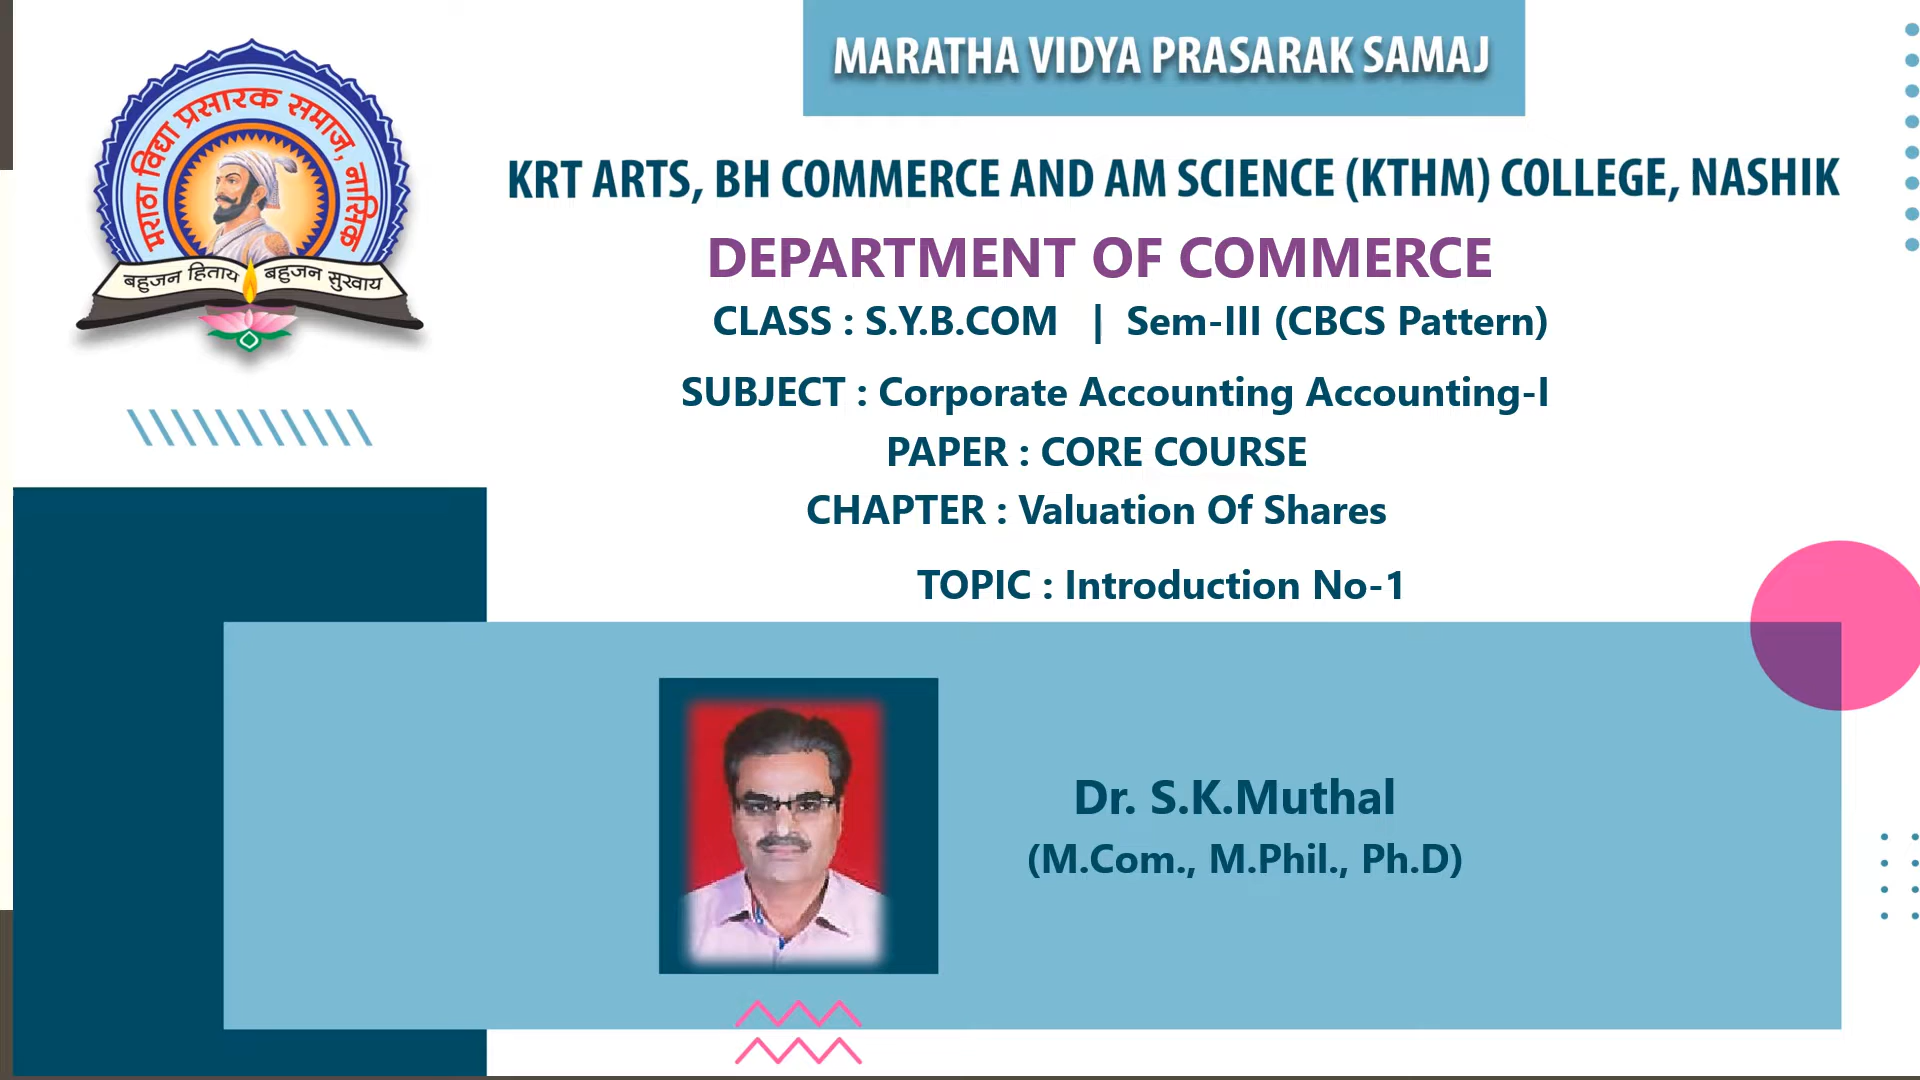 मराठा विद्या प्रसारक समाज, नासिक
बहुजन हिताय बहुजन सुखाय
MARATHA VIDYA PRASARAK SAMAJ
KRT ARTS, BH COMMERCE AND AM SCIENCE (KTHM) COLLEGE, NASHIK
DEPARTMENT OF COMMERCE
CLASS : S.Y.B.COM | Sem-III (CBCS Pattern)
SUBJECT : Corporate Accounting Accounting-I
PAPER : CORE COURSE
CHAPTER : Valuation Of Shares
TOPIC : Introduction No-1
Dr. S.K.Muthal
(M.Com., M.Phil., Ph.D)